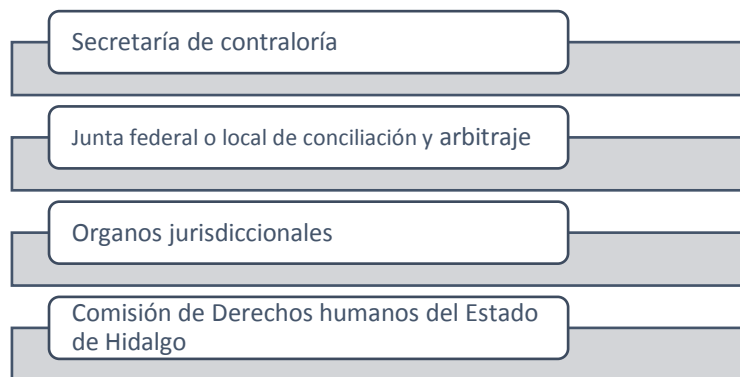 Secretaría de contraloría
Junta federal o local de conciliación y arbitraje
Organos jurisdiccionales
Comisión de Derechos humanos del Estado
de Hidalgo